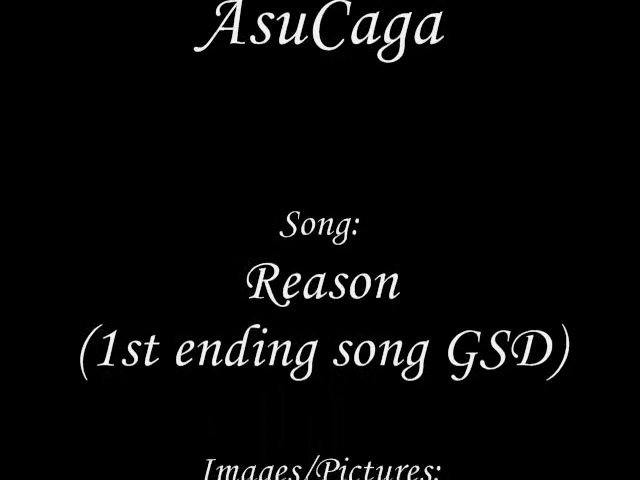 AsuCaga
Song:
Reason
(1st ending song GSD)
Images/Pictures: